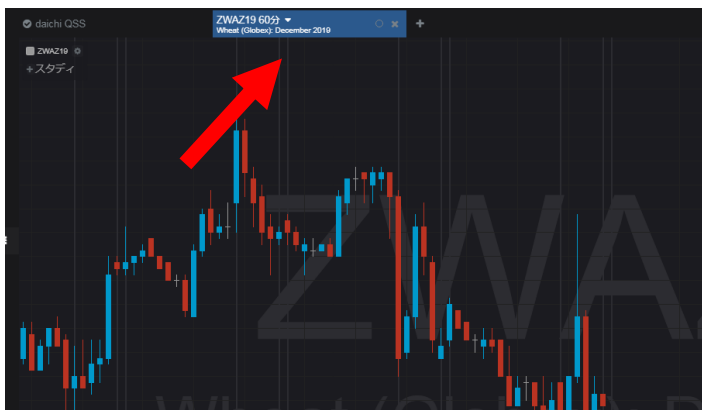 daichi QSS
ZWAZ19 60分
Wheat (Globex): December 2019
ZWAZ19
+スタディ
ZWA